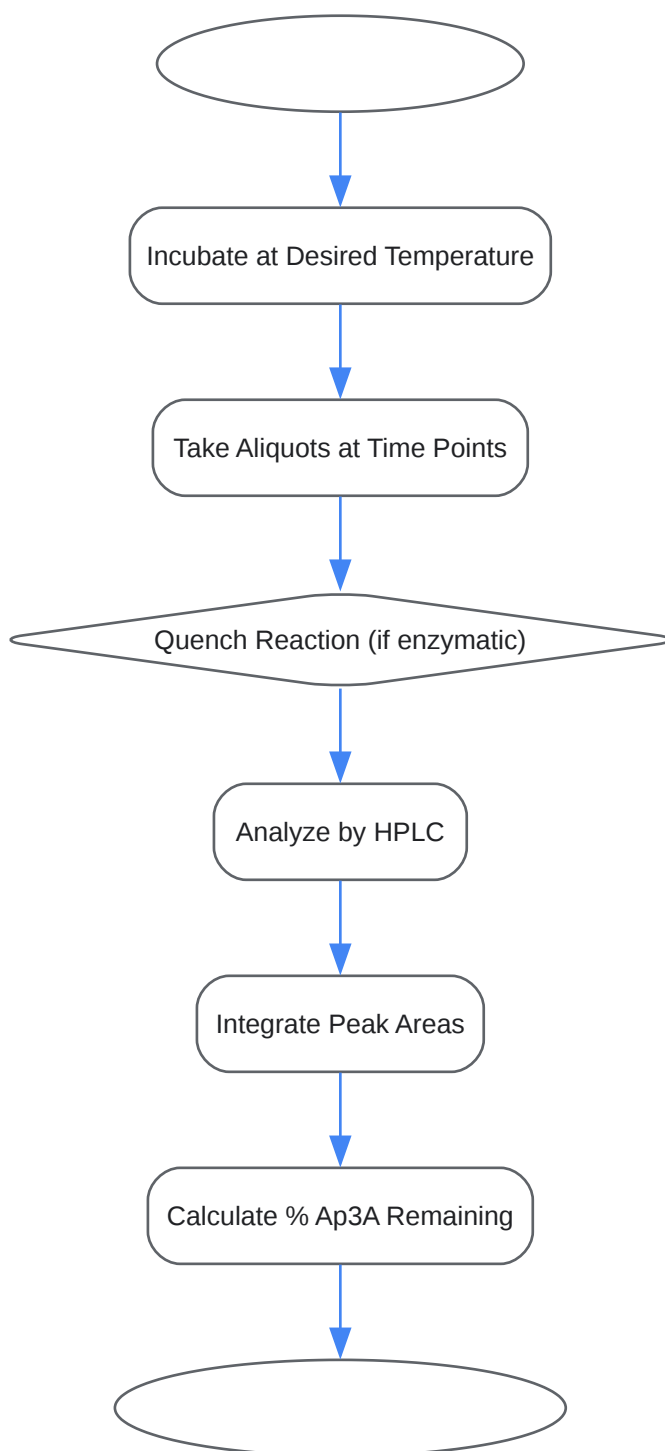 Incubate at Desired Temperature
Take Aliquots at Time Points
Quench Reaction (if enzymatic)
Analyze by HPLC
Integrate Peak Areas
Calculate % Ap3A Remaining